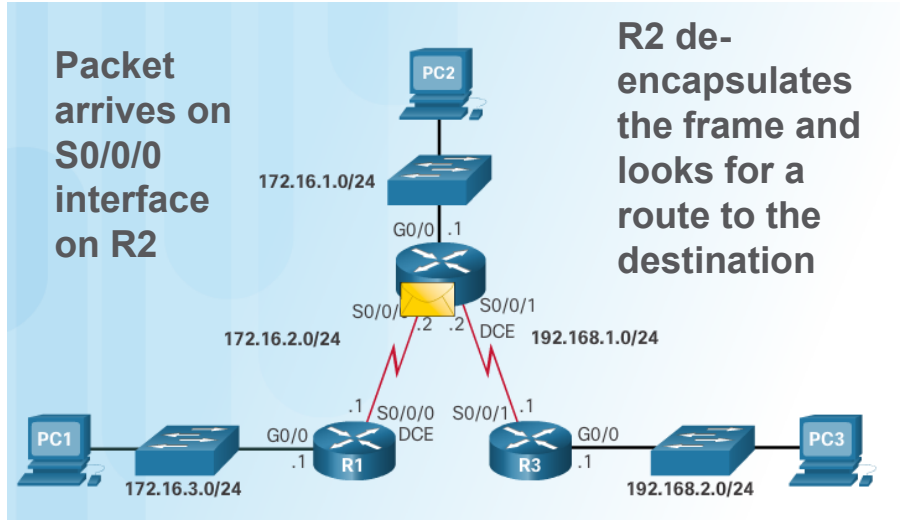 Packet
arrives on
S0/0/0
interface
on R2
R2 de-
encapsulates
the frame and
looks for a
route to the
destination
PC2
172.16.1.0/24
G0/0 .1
S0/0/
S0/0/1
.2 .2
DCE
172.16.2.0/24
192.168.1.0/24
.1 S0/0/0
DCE
S0/0/1 .1
PC1
G0/0
.1
R1
R3
G0/0
.1
PC3
172.16.3.0/24
192.168.2.0/24